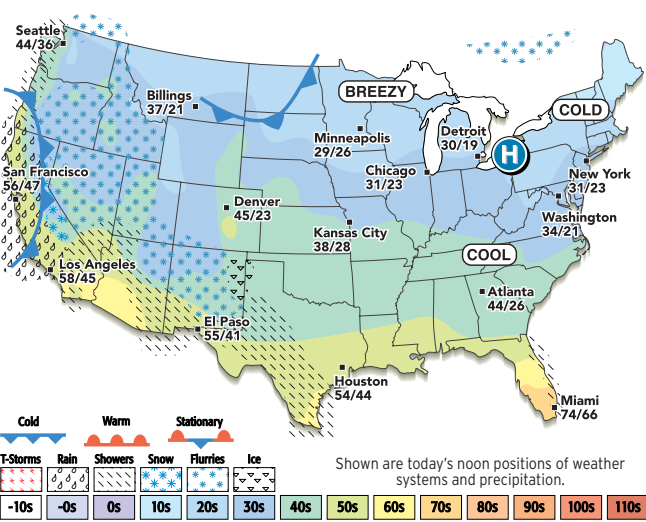 Seattle
44/36
Billings
37/21
BREEZY
COLD
Minneapolis
29/26
Detroit
30/19
H
San Francisco
56/47
Chicago
31/23
New York
31/23
Denver
45/23
Washington
34/21
Kansas City
38/28
COOL
Los Angeles
58/45
Atlanta
44/26
El Paso
55/41
Houston
54/44
Miami
74/66
Cold
Warm
Stationary
T-Storms
Rain
Showers
Snow
Flurries
Ice
Shown are today's noon positions of weather
systems and precipitation.
-10s
-0s
0s
10s
20s
30s
40s
50s
60s
70s
80s
90s
100s
110s